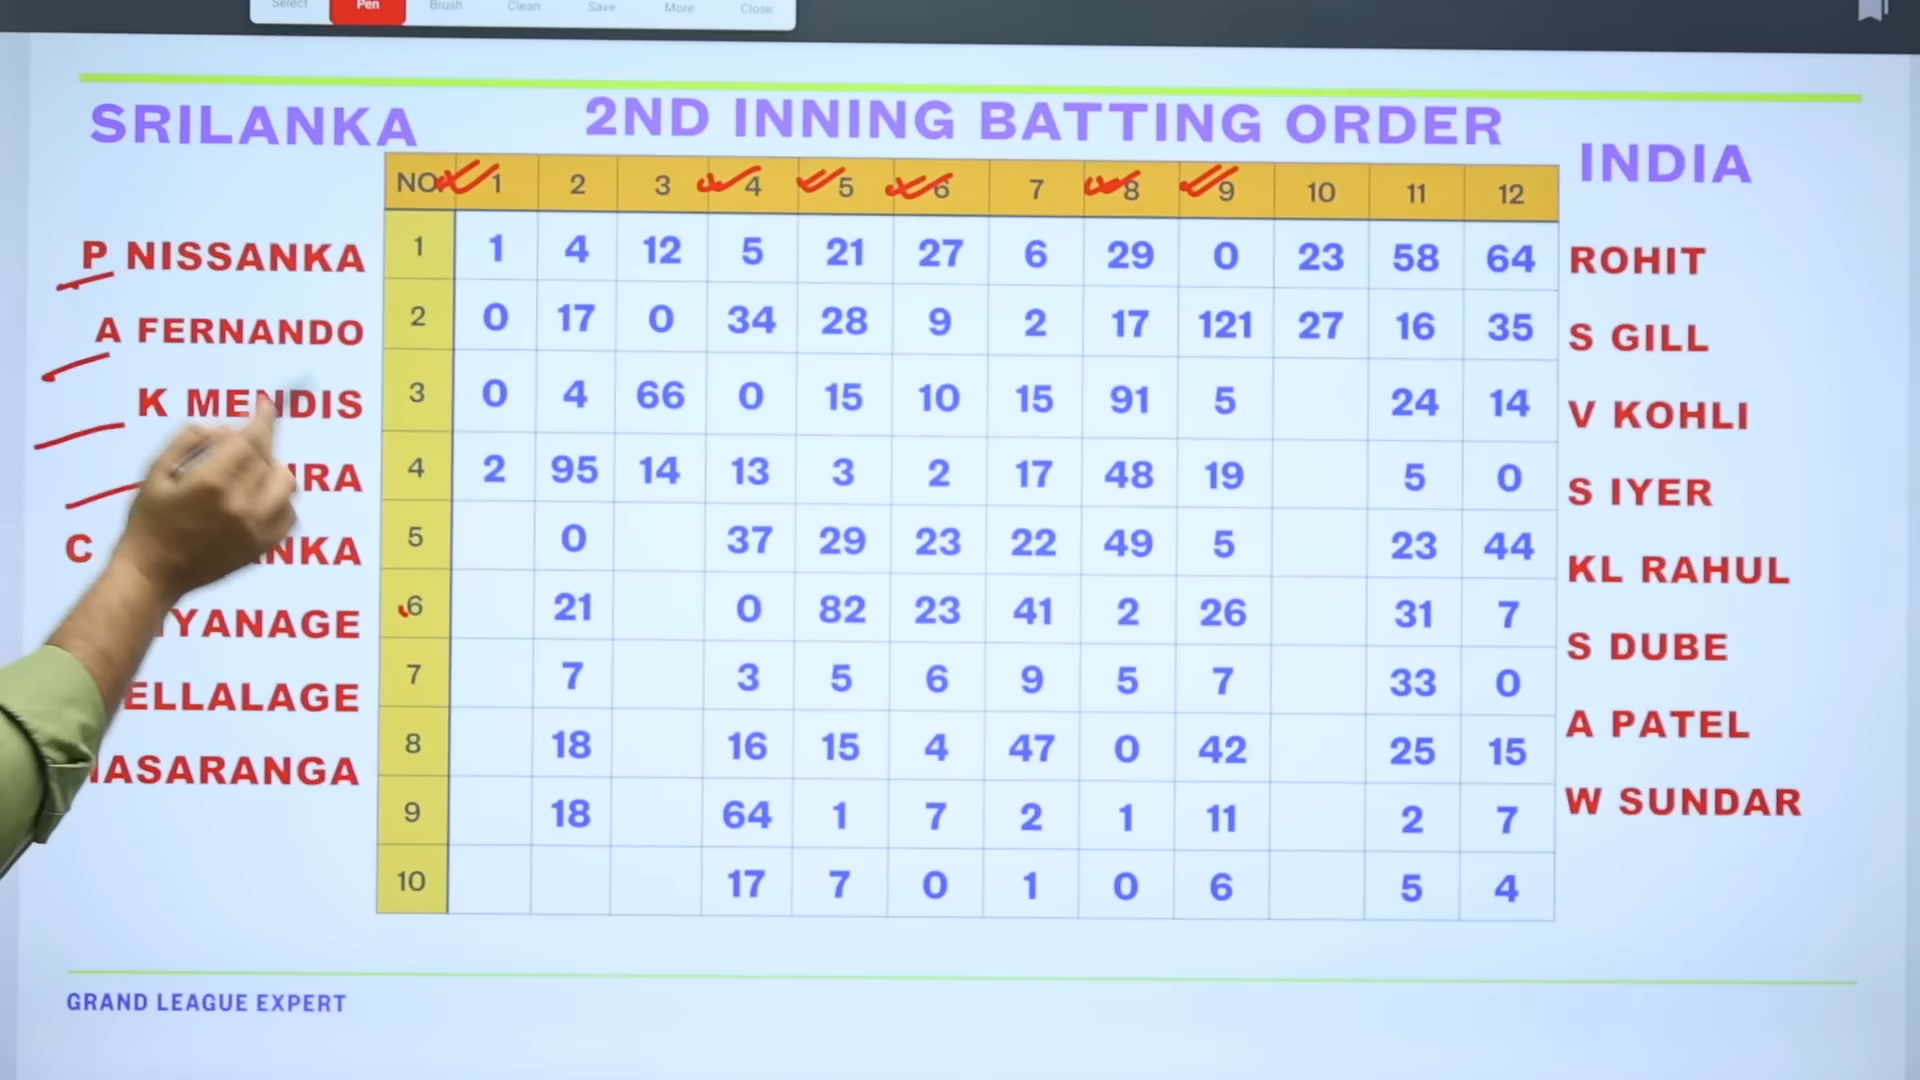 Select Pen Brush Clean Save More Close
SRILANKA 2ND INNING BATTING ORDER INDIA
NO 1 2 3 4 5 6 7 8 9 10 11 12
P NISSANKA 1 1 4 12 5 21 27 6 29 0 23 58 64 ROHIT
A FERNANDO 2 0 17 0 34 28 9 2 17 121 27 16 35 S GILL
K MENDIS 3 0 4 66 0 15 10 15 91 5 24 14 V KOHLI
4 2 95 14 13 3 2 17 48 19 5 0 S IYER
C 5 0 37 29 23 22 49 5 23 44 KL RAHUL
6 21 0 82 23 41 2 26 31 7 S DUBE
7 7 3 5 6 9 5 7 33 0 A PATEL
8 18 16 15 4 47 0 42 25 15 W SUNDAR
9 18 64 1 7 2 1 11 2 7
10 17 7 0 1 0 6 5 4
GRAND LEAGUE EXPERT